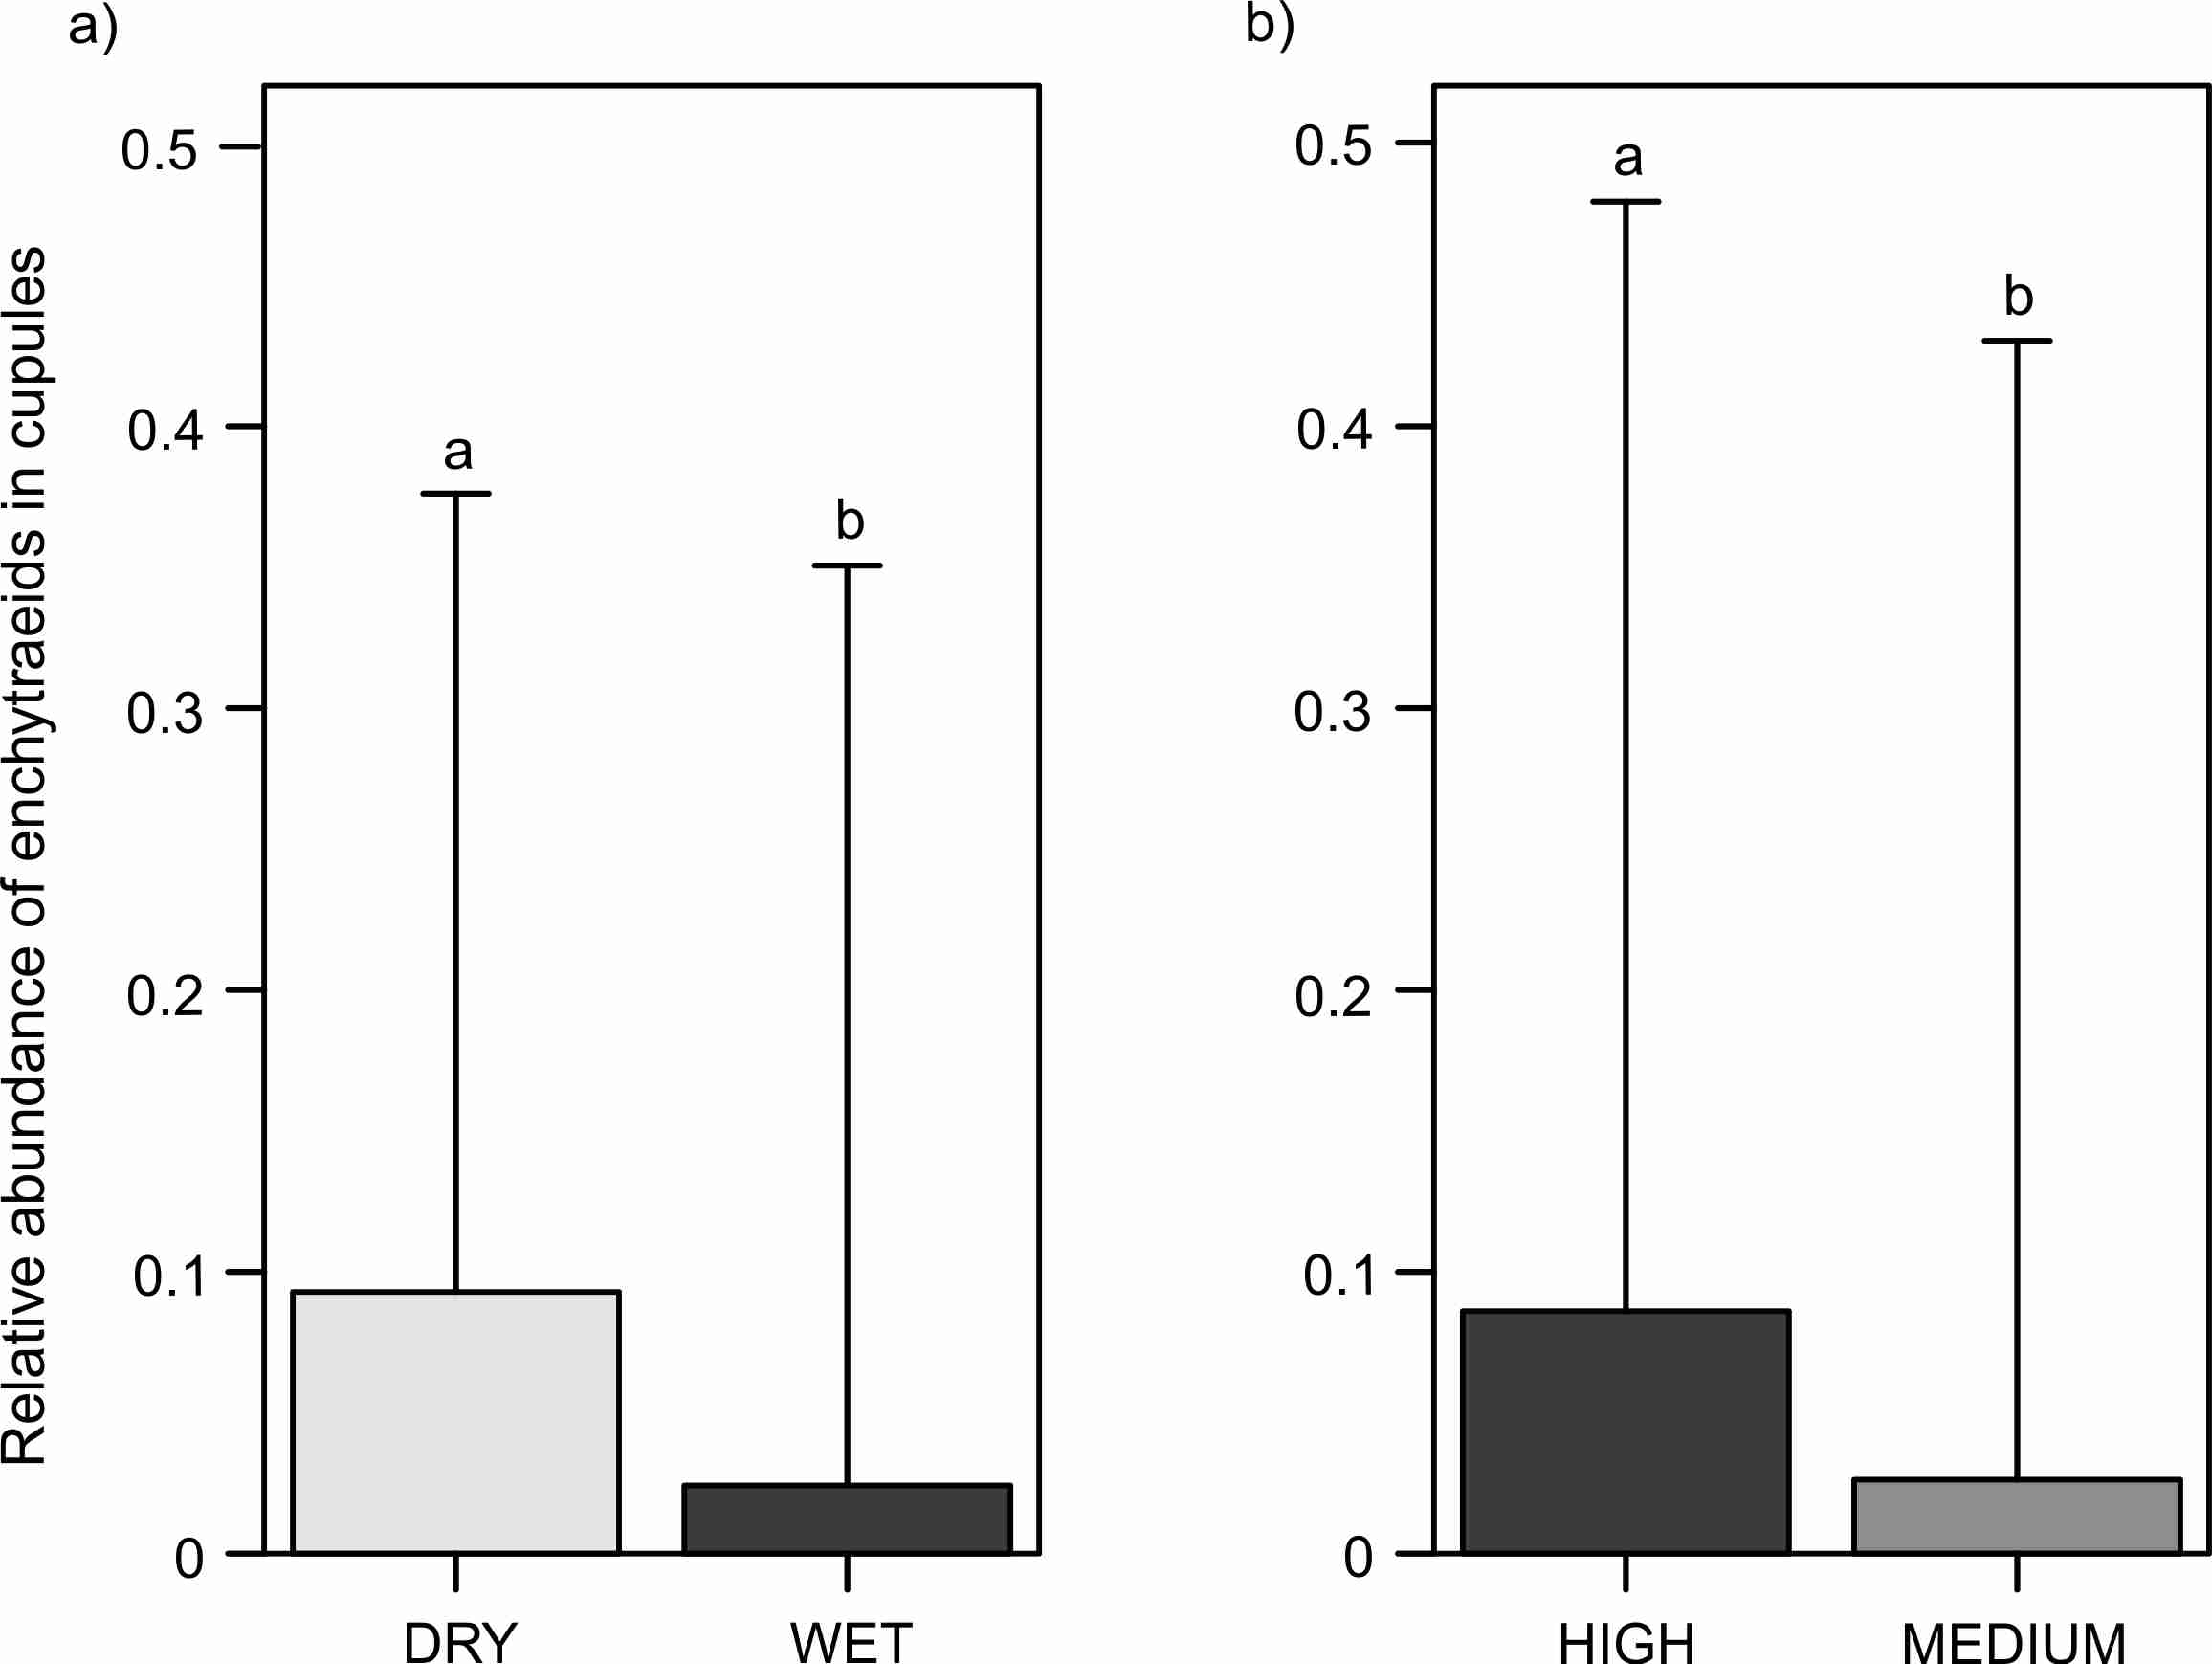 a)
Relative abundance of enchytraeids in cupules
0.5
0.4
0.3
0.2
0.1
0
a
b
DRY
WET
b)
0.5
0.4
0.3
0.2
0.1
0
a
b
HIGH
MEDIUM